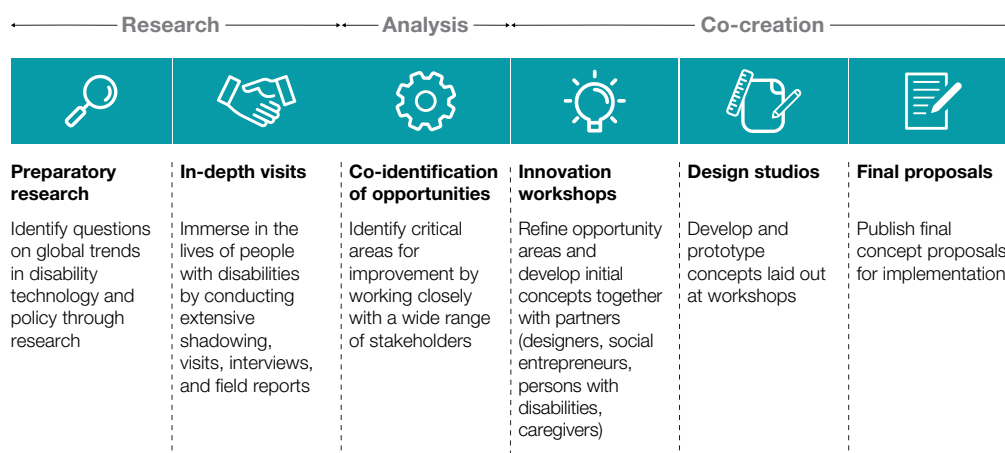 Research
Analysis
Co-creation
Preparatory
research
Identify questions
on global trends
in disability
technology and
policy through
research
In-depth visits
Immerse in the
lives of people
with disabilities
by conducting
extensive
shadowing,
visits, interviews,
and field reports
Co-identification
of opportunities
Identify critical
areas for
improvement by
working closely
with a wide range
of stakeholders
Innovation
workshops
Refine opportunity
areas and
develop initial
concepts together
with partners
(designers, social
entrepreneurs,
persons with
disabilities,
caregivers)
Design studios
Develop and
prototype
concepts laid out
at workshops
Final proposals
Publish final
concept proposals
for implementation